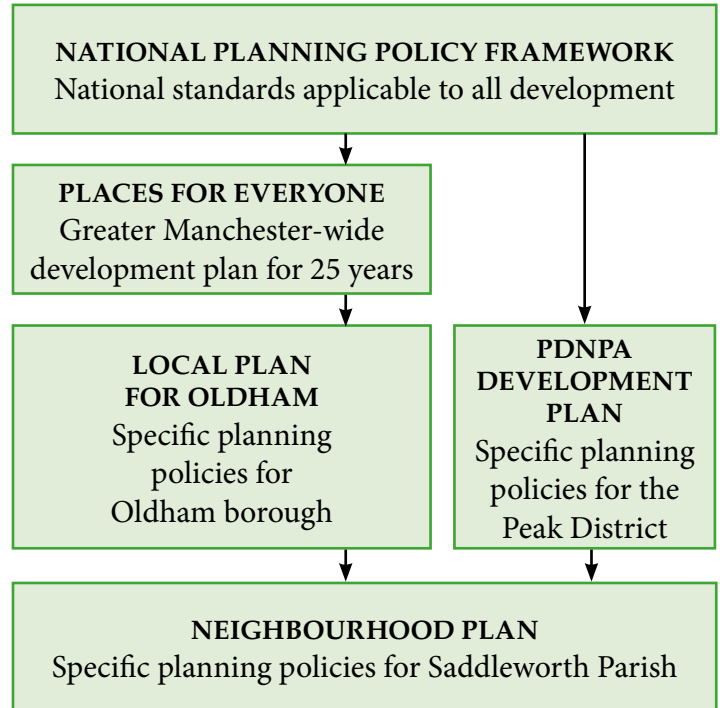 NATIONAL PLANNING POLICY FRAMEWORK
National standards applicable to all development
PLACES FOR EVERYONE
Greater Manchester-wide
development plan for 25 years
LOCAL PLAN
FOR OLDHAM
Specific planning
policies for
Oldham borough
PDNPA
DEVELOPMENT
PLAN
Specific planning
policies for the
Peak District
NEIGHBOURHOOD PLAN
Specific planning policies for Saddleworth Parish